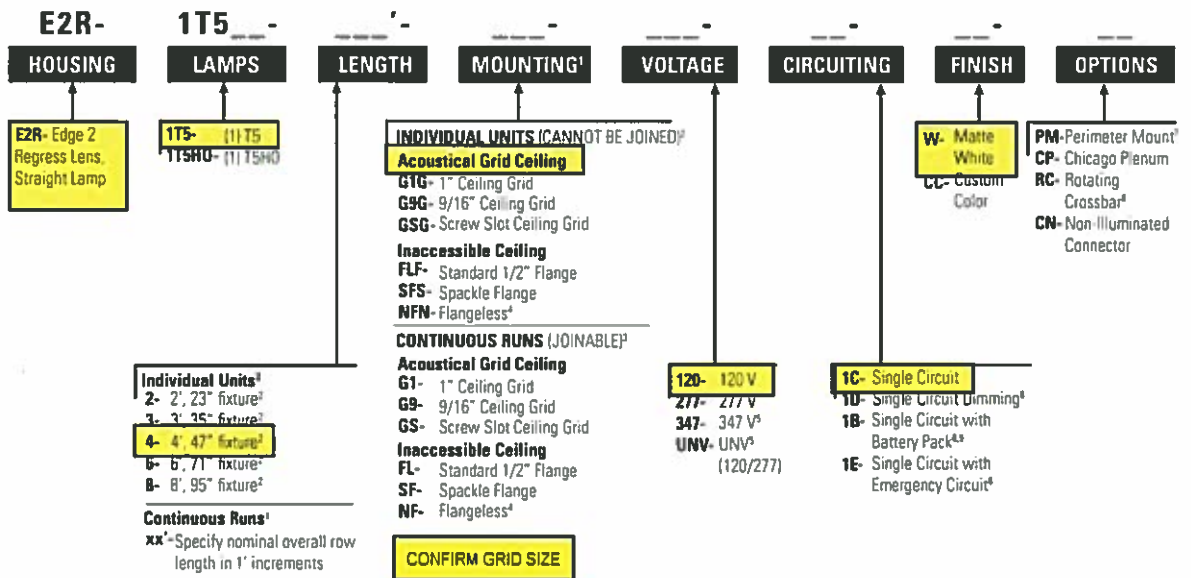 E2R- 1T5__- ___'- ___- ___- __- __- __
HOUSING LAMPS LENGTH MOUNTING¹ VOLTAGE CIRCUITING FINISH OPTIONS
E2R- Edge 2
Regress Lens,
Straight Lamp
1T5- (1) T5
1T5HO- (1) T5HO
Individual Units³
2- 2', 23" fixture²
3- 3', 35" fixture²
4- 4', 47" fixture²
6- 6', 71" fixture²
8- 8', 95" fixture²
Continuous Runs¹
xx'-Specify nominal overall row
length in 1' increments
INDIVIDUAL UNITS (CANNOT BE JOINED)²
Acoustical Grid Ceiling
G1G- 1" Ceiling Grid
G9G- 9/16" Ceiling Grid
GSG- Screw Slot Ceiling Grid
Inaccessible Ceiling
FLF- Standard 1/2" Flange
SFS- Spackle Flange
NFN- Flangeless⁴
CONTINUOUS RUNS (JOINABLE)³
Acoustical Grid Ceiling
G1- 1" Ceiling Grid
G9- 9/16" Ceiling Grid
GS- Screw Slot Ceiling Grid
Inaccessible Ceiling
FL- Standard 1/2" Flange
SF- Spackle Flange
NF- Flangeless⁴
CONFIRM GRID SIZE
120- 120 V
277- 277 V
347- 347 V⁵
UNV- UNV⁵
(120/277)
1C- Single Circuit
1D- Single Circuit Dimming⁶
1B- Single Circuit with
Battery Pack
1E- Single Circuit with
Emergency Circuit⁶
W- Matte
White
CC- Custom
Color
PM-Perimeter Mount⁷
CP- Chicago Plenum
RC- Rotating
Crossbar⁸
CN- Non-Illuminated
Connector